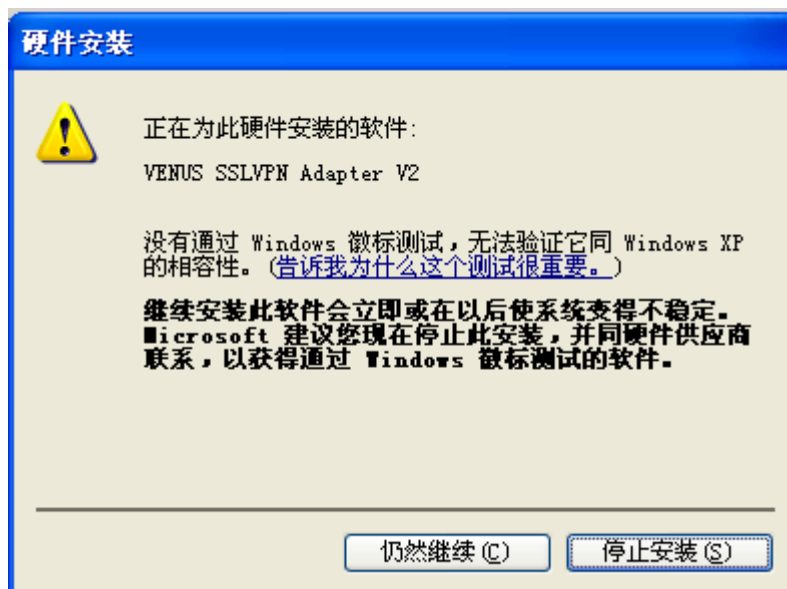 硬件安装
正在为此硬件安装的软件:
VENUS SSLVPN Adapter V2
没有通过 Windows 徽标测试，无法验证它同 Windows XP
的相容性。(告诉我为什么这个测试很重要。)
继续安装此软件会立即或在以后使系统变得不稳定。
Microsoft 建议您现在停止此安装，并同硬件供应商
联系，以获得通过 Windows 徽标测试的软件。
仍然继续(C)
停止安装(S)